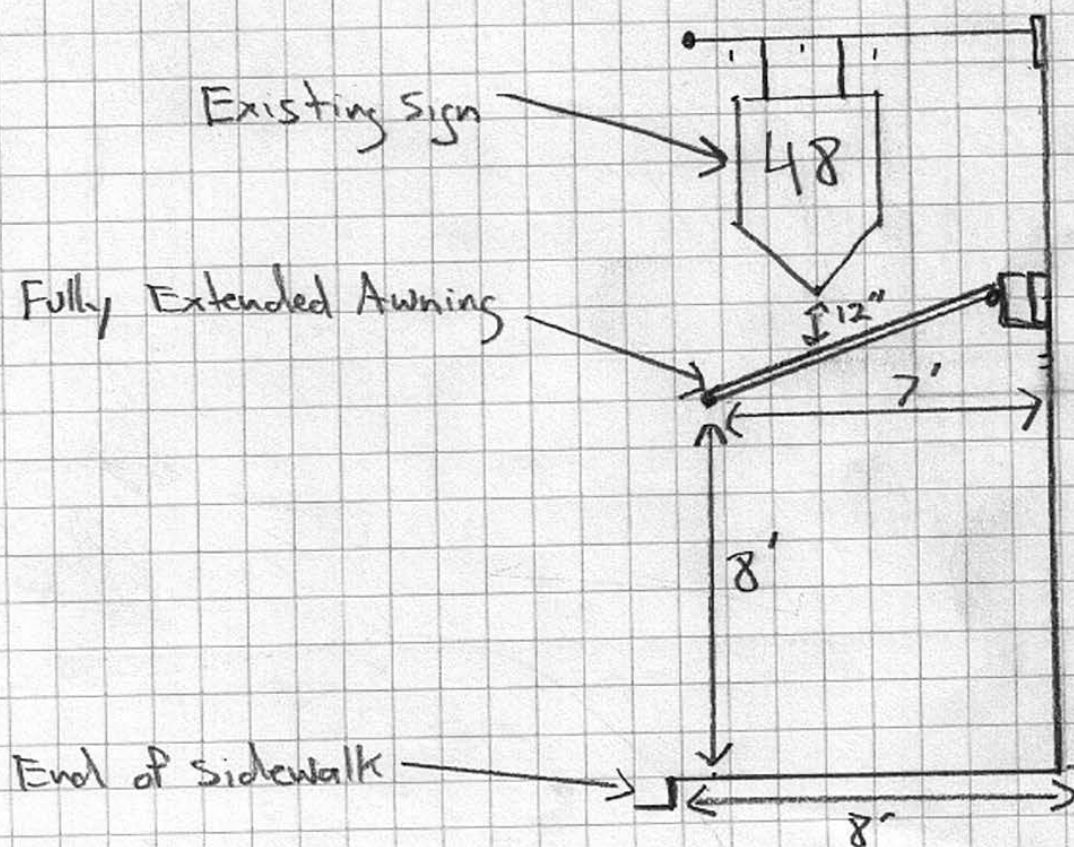 Existing Sign
48
Fully Extended Awning
12"
7'
8'
End of Sidewalk
8'